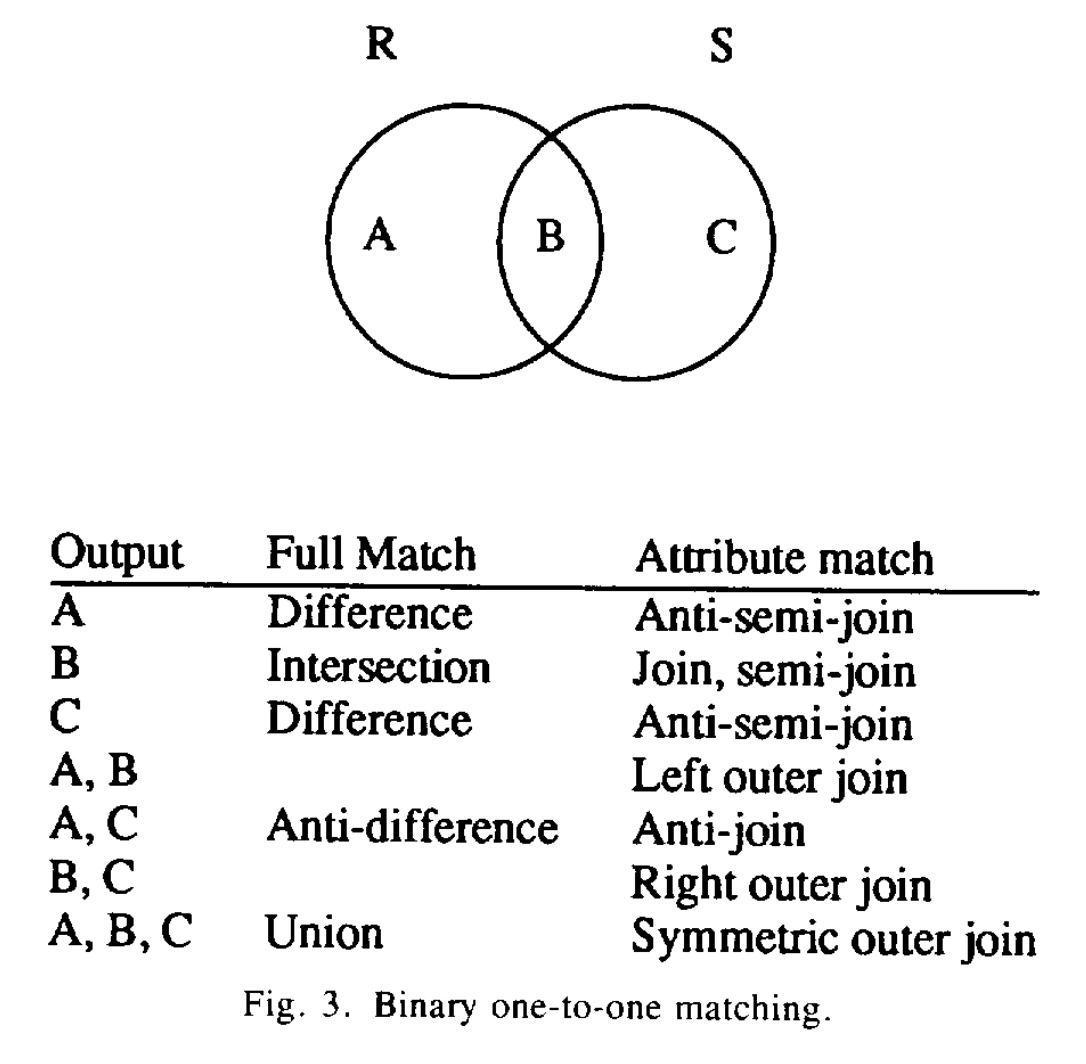 R S
A B C
Output Full Match Attribute match
A Difference Anti-semi-join
B Intersection Join, semi-join
C Difference Anti-semi-join
A, B Left outer join
A, C Anti-difference Anti-join
B, C Right outer join
A, B, C Union Symmetric outer join
Fig. 3. Binary one-to-one matching.